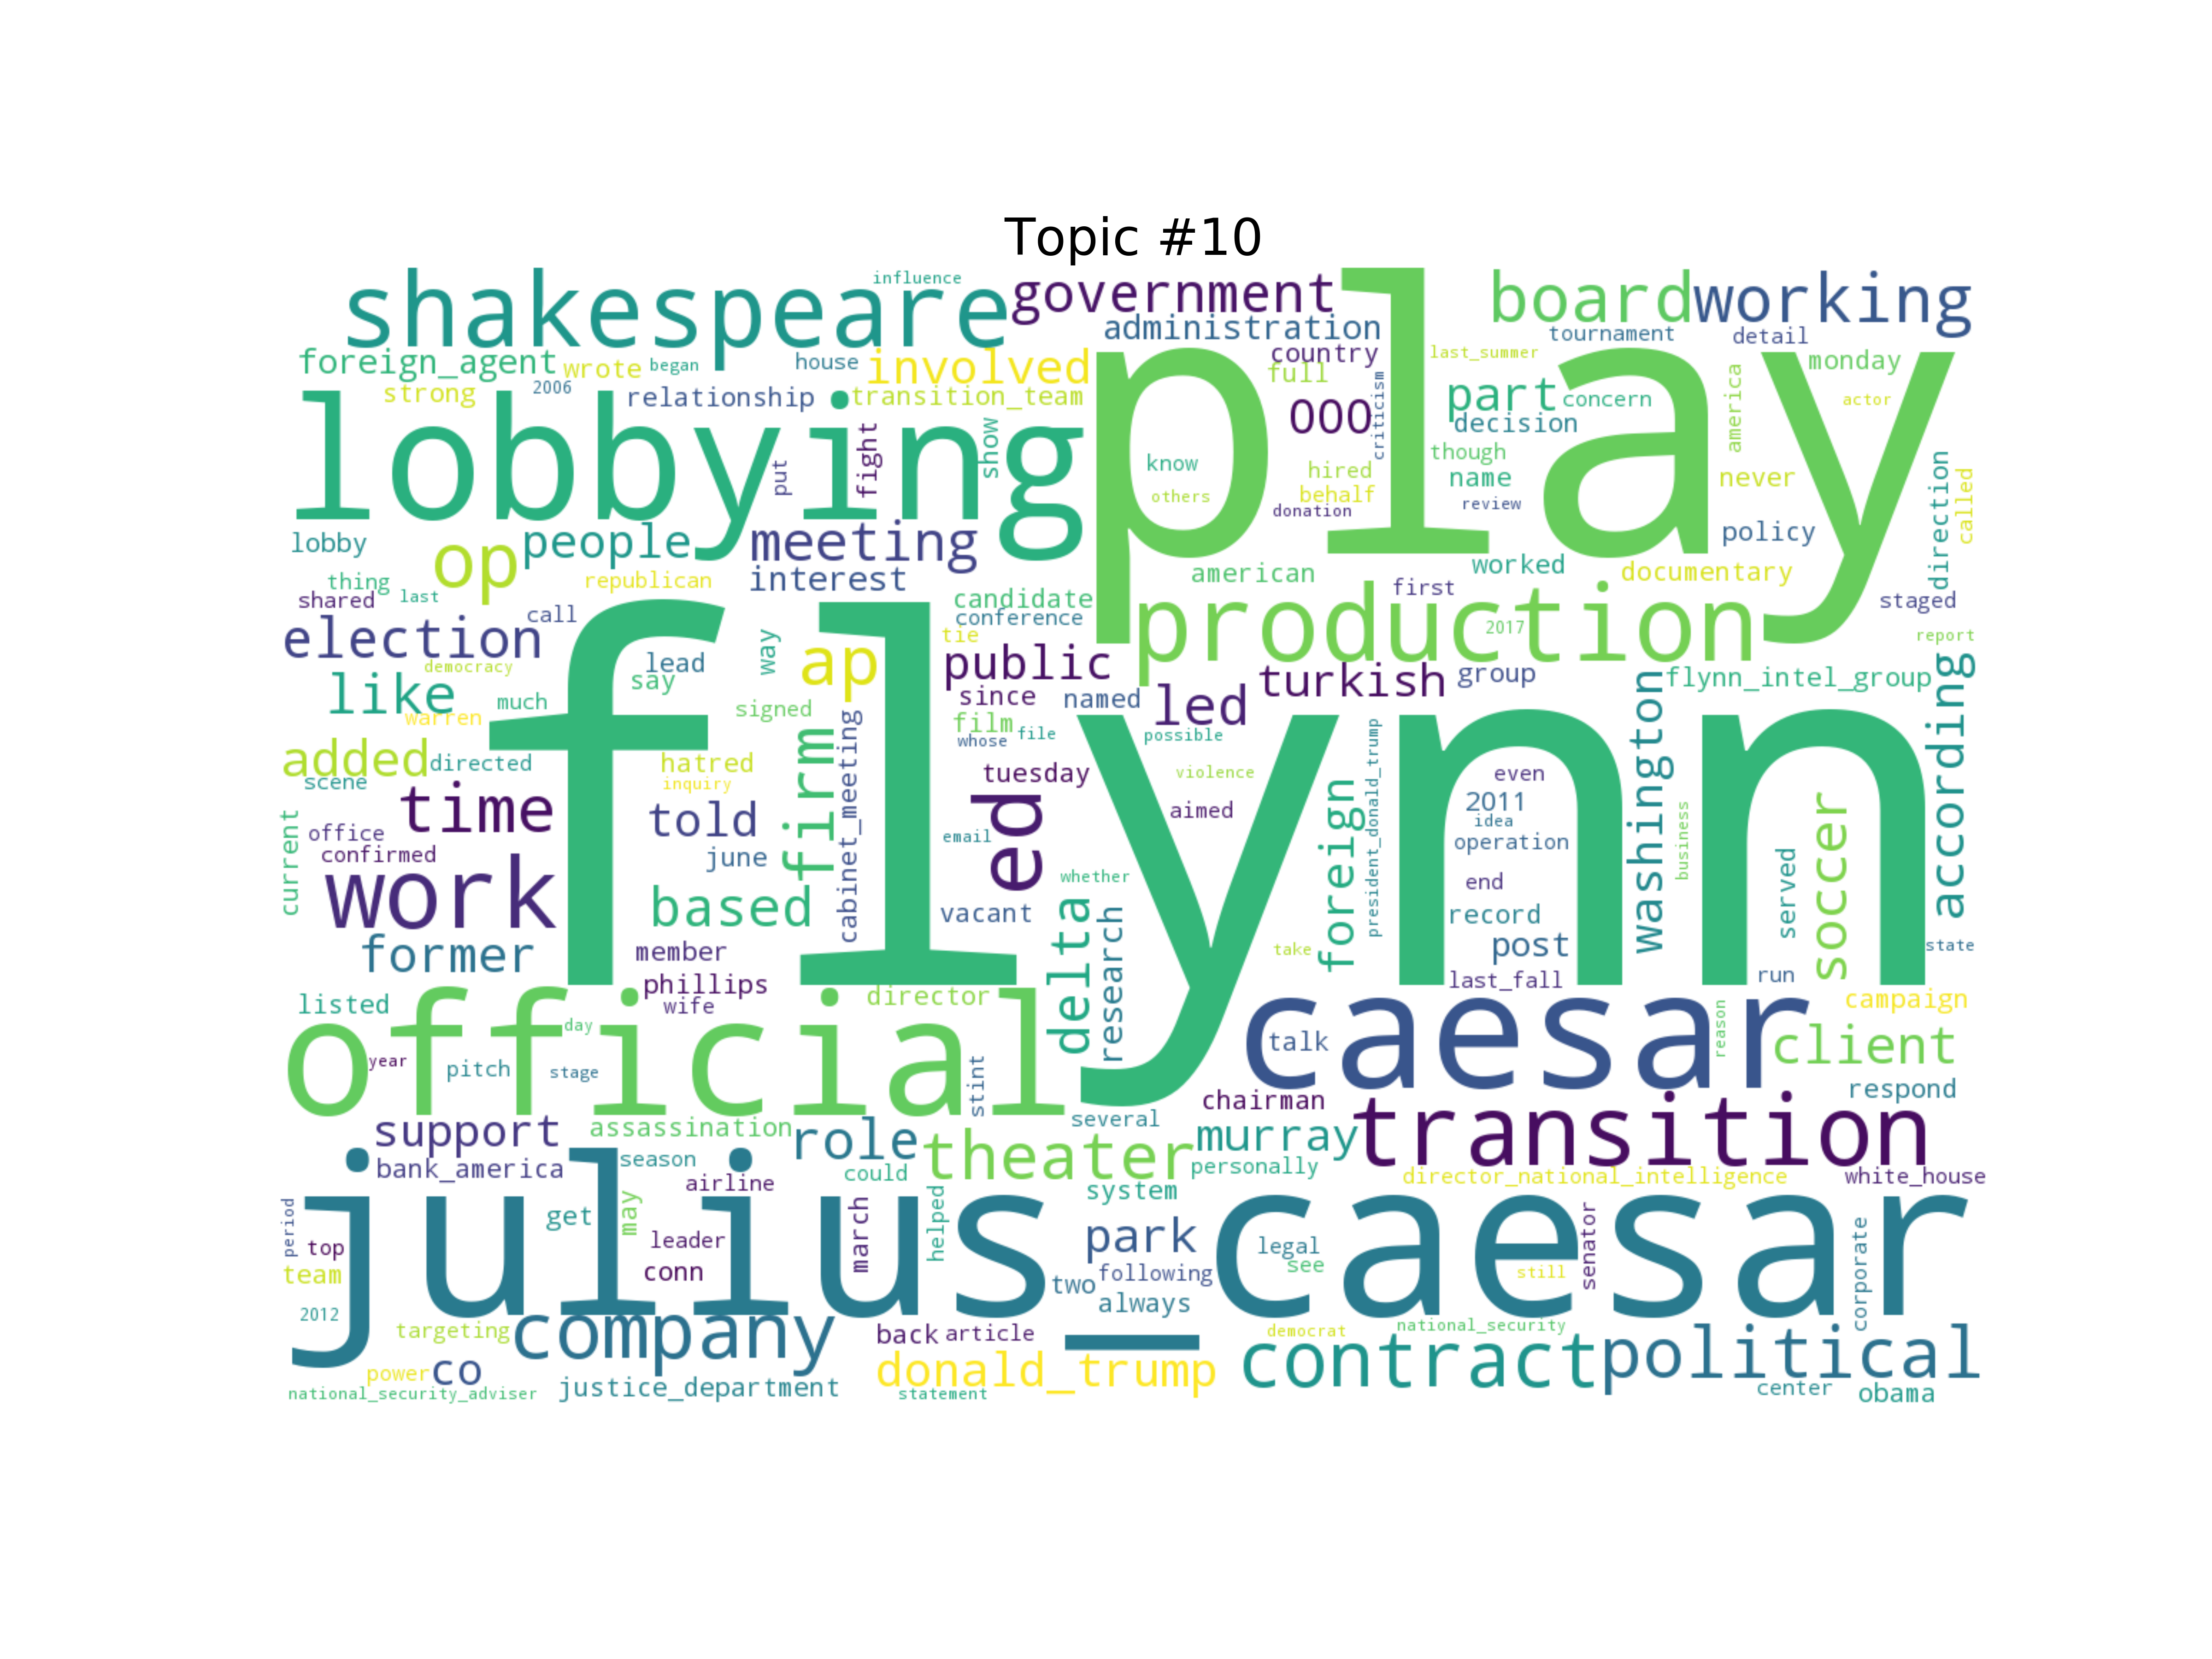 Topic #10
influence
shakespeare
government
play
board
working
administration
tournament
detail
foreign_agent
wrote
began
house
involved
country
last_summer
monday
full
strong
2006
relationship
transition_team
part
concern
america
actor
criticism
000
decision
lobbying
show
fight
put
know
hired
though
name
never
others
behalf
donation
review
direction
called
lobby
op
people
meeting
policy
interest
republican
american
worked
documentary
thing
shared
last
candidate
conference
production
first
staged
2017
call
election
tie
report
democracy
lead
say
way
ap
public
turkish
group
flynn_intel_group
like
much
warren
signed
since
named
led
film
whose
file
possible
flynn
added
directed
scene
hatred
inquiry
firm
cabinet_meeting
tuesday
violence
president_donald_trump
even
washington
according
time
told
ed
aimed
foreign
2011
idea
operation
business
soccer
office
confirmed
current
june
email
whether
end
served
work
based
vacant
delta
research
record
former
member
take
post
state
phillips
wife
last_fall
run
listed
director
caesar
campaign
official
day
year
pitch
stage
stint
talk
reason
client
respond
several
chairman
support
assassination
role
theater
murray
transition
bank_america
season
airline
could
personally
system
director_national_intelligence
white_house
julius_caesar
period
top
team
2012
get
may
leader
conn
march
helped
park
two
following
always
legal
see
still
senator
corporate
targeting
company
back
article
democrat
national_security
power
co
donald_trump
contract
political
national_security_adviser
justice_department
statement
center
obama